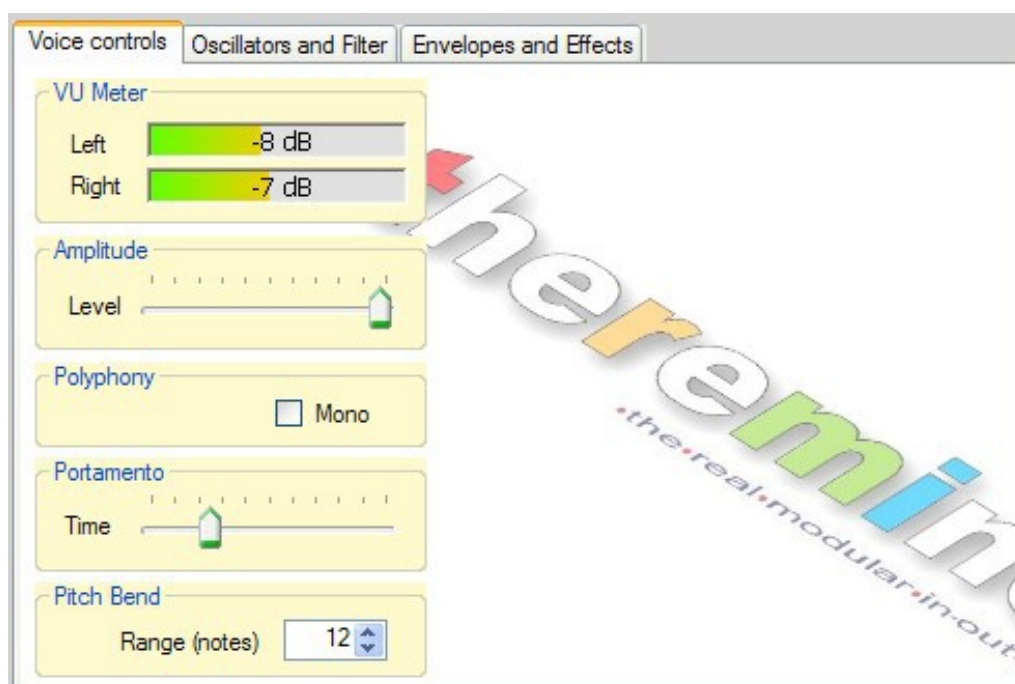 Voice controls
Oscillators and Filter
Envelopes and Effects
VU Meter
Left
-8 dB
Right
-7 dB
Amplitude
Level
Polyphony
Mono
Portamento
Time
Pitch Bend
Range (notes)
12
theremino
•the•real•modular•in-out